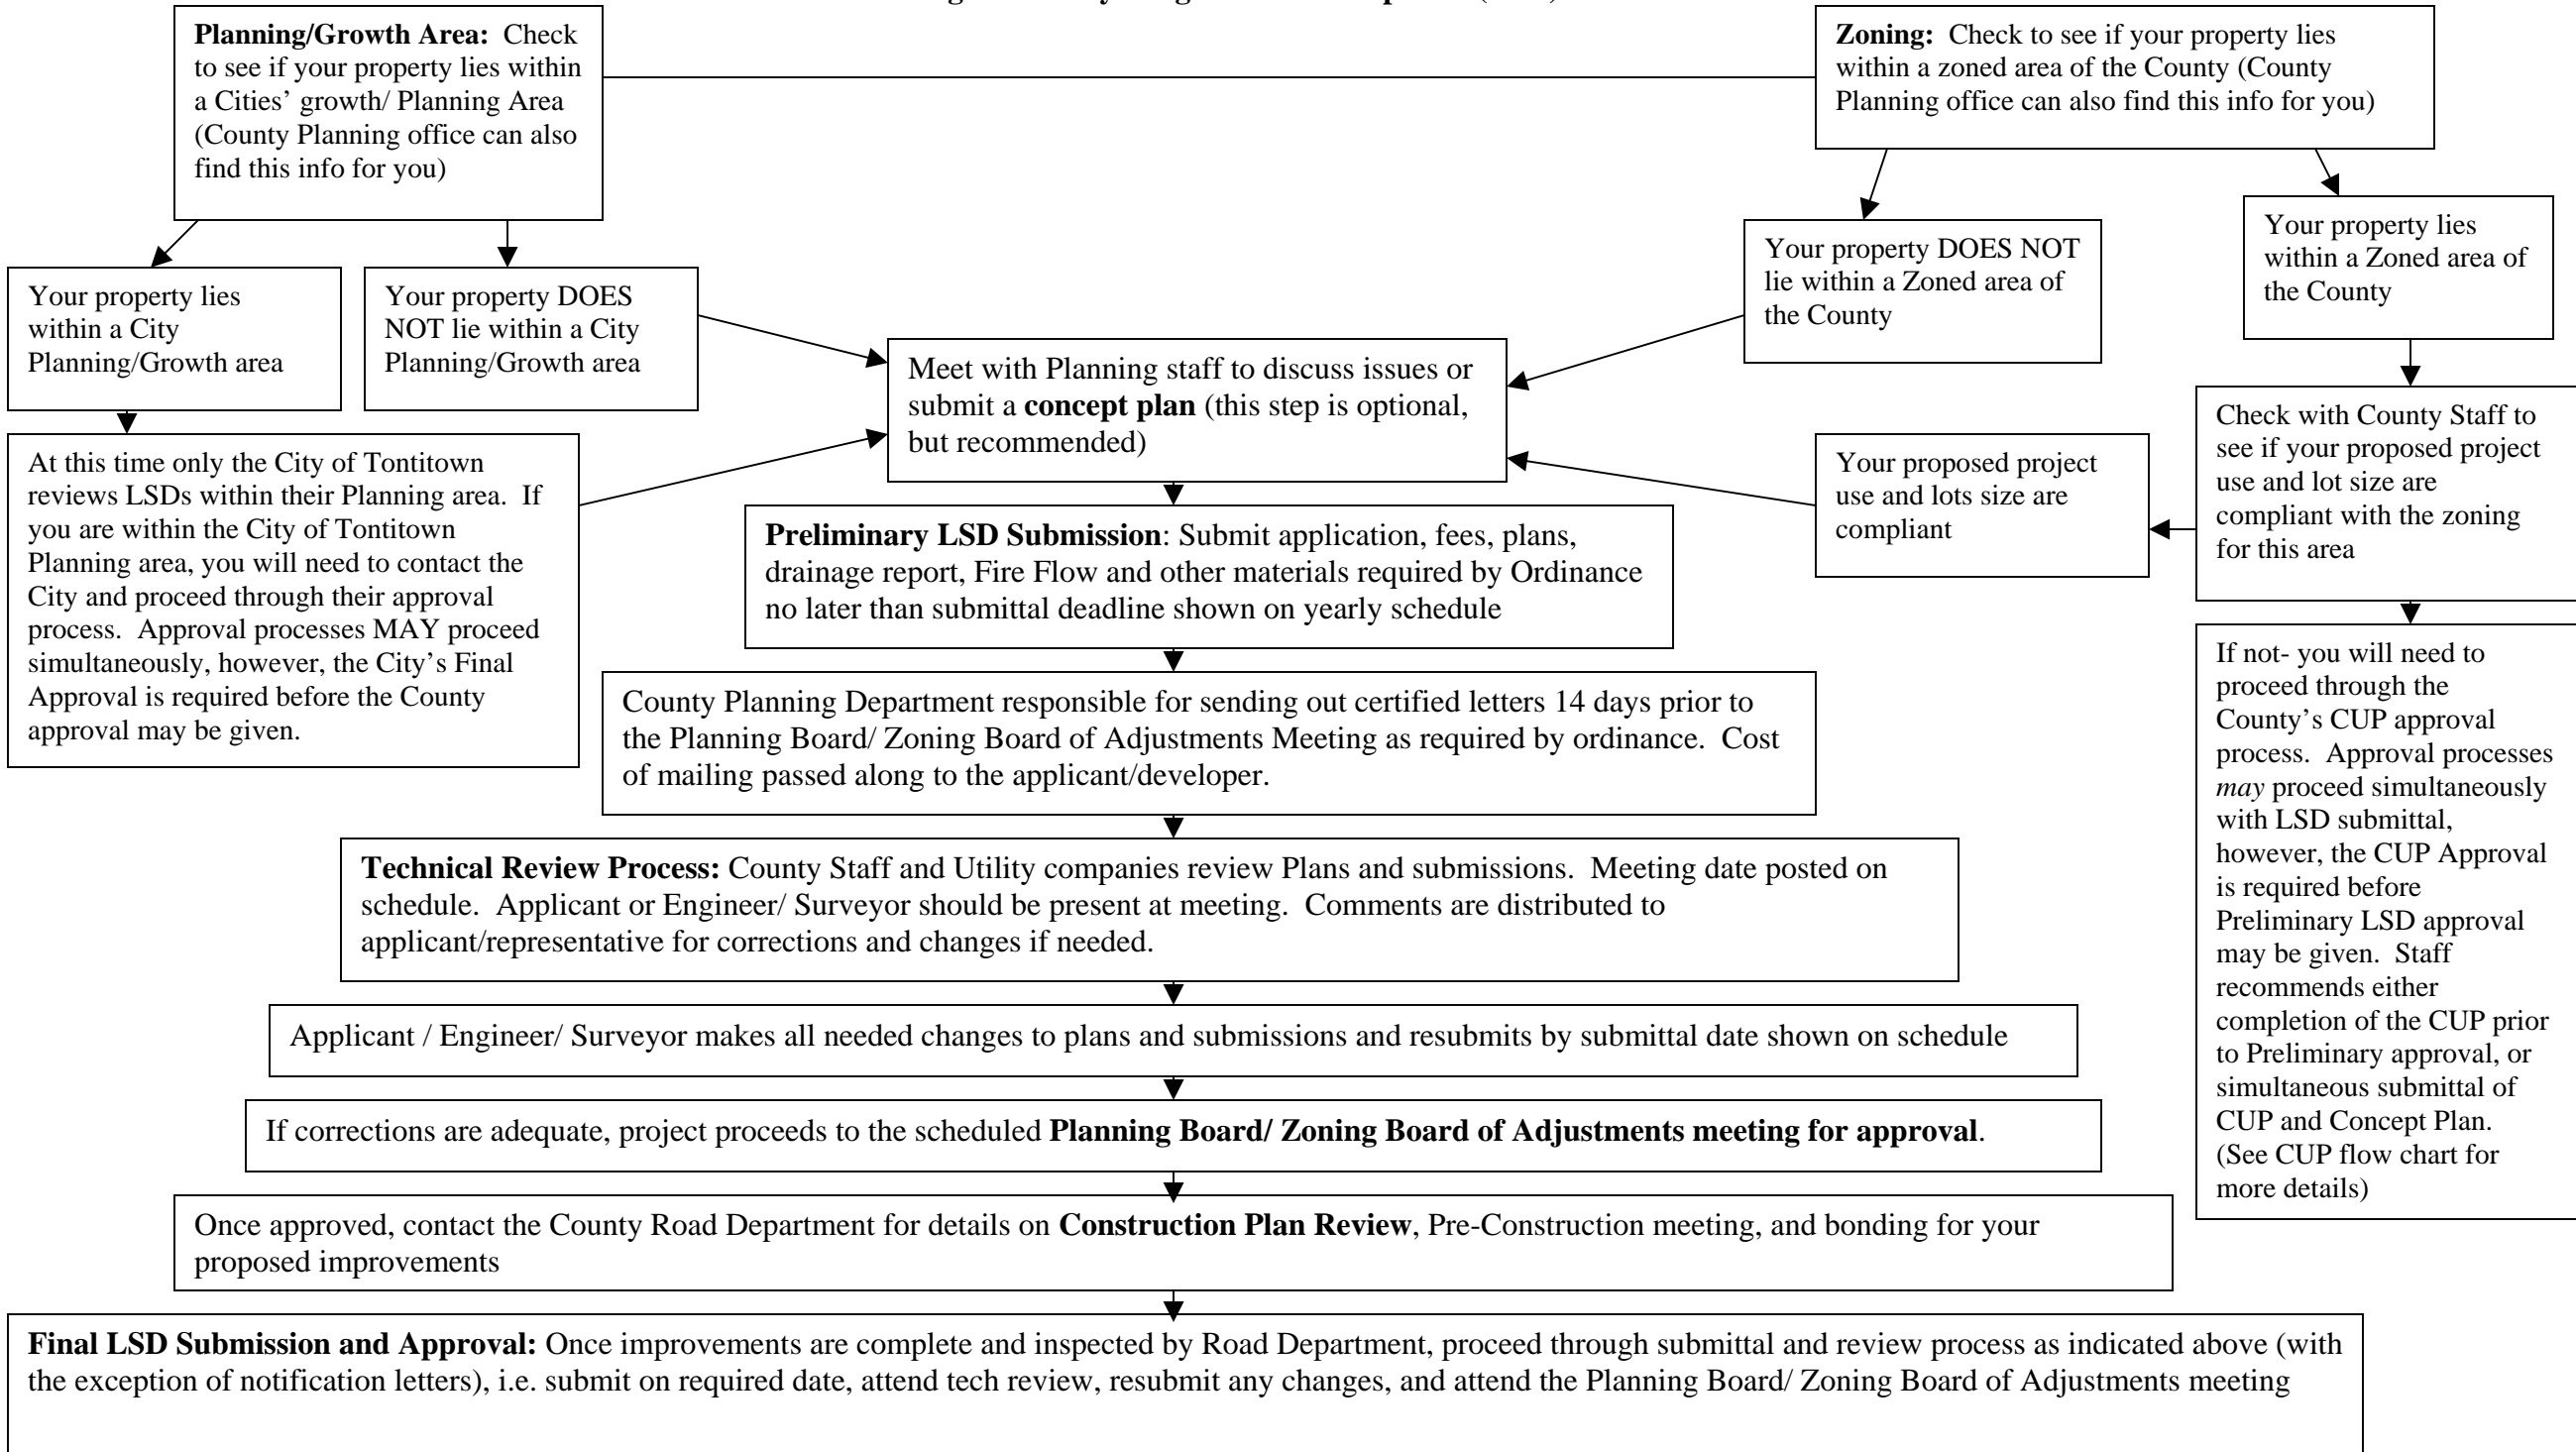 Planning/Growth Area: Check
to see if your property lies within
a Cities' growth/ Planning Area
(County Planning office can also
find this info for you)
Zoning: Check to see if your property lies
within a zoned area of the County (County
Planning office can also find this info for you)
Your property lies
within a City
Planning/Growth area
Your property DOES
NOT lie within a City
Planning/Growth area
Your property DOES NOT
lie within a Zoned area of
the County
Your property lies
within a Zoned area of
the County
Meet with Planning staff to discuss issues or
submit a concept plan (this step is optional,
but recommended)
At this time only the City of Tontitown
reviews LSDs within their Planning area. If
you are within the City of Tontitown
Planning area, you will need to contact the
City and proceed through their approval
process. Approval processes MAY proceed
simultaneously, however, the City's Final
Approval is required before the County
approval may be given.
Your proposed project
use and lots size are
compliant
Check with County Staff to
see if your proposed project
use and lot size are
compliant with the zoning
for this area
Preliminary LSD Submission: Submit application, fees, plans,
drainage report, Fire Flow and other materials required by Ordinance
no later than submittal deadline shown on yearly schedule
If not- you will need to
proceed through the
County's CUP approval
process. Approval processes
may proceed simultaneously
with LSD submittal,
however, the CUP Approval
is required before
Preliminary LSD approval
may be given. Staff
recommends either
completion of the CUP prior
to Preliminary approval, or
simultaneous submittal of
CUP and Concept Plan.
(See CUP flow chart for
more details)
County Planning Department responsible for sending out certified letters 14 days prior to
the Planning Board/ Zoning Board of Adjustments Meeting as required by ordinance. Cost
of mailing passed along to the applicant/developer.
Technical Review Process: County Staff and Utility companies review Plans and submissions. Meeting date posted on
schedule. Applicant or Engineer/ Surveyor should be present at meeting. Comments are distributed to
applicant/representative for corrections and changes if needed.
Applicant / Engineer/ Surveyor makes all needed changes to plans and submissions and resubmits by submittal date shown on schedule
If corrections are adequate, project proceeds to the scheduled Planning Board/ Zoning Board of Adjustments meeting for approval.
Once approved, contact the County Road Department for details on Construction Plan Review, Pre-Construction meeting, and bonding for your
proposed improvements
Final LSD Submission and Approval: Once improvements are complete and inspected by Road Department, proceed through submittal and review process as indicated above (with
the exception of notification letters), i.e. submit on required date, attend tech review, resubmit any changes, and attend the Planning Board/ Zoning Board of Adjustments meeting